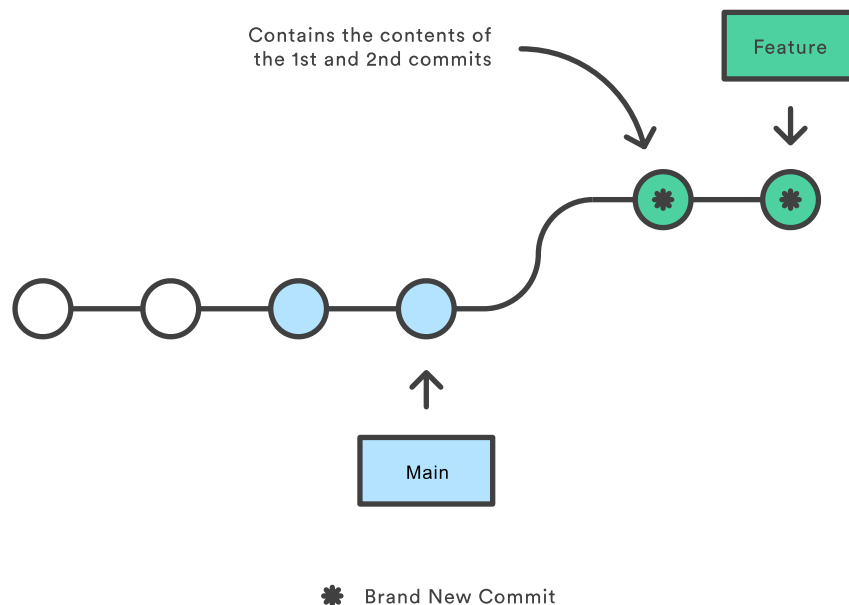 Contains the contents of
the 1st and 2nd commits
Feature
Main
Brand New Commit